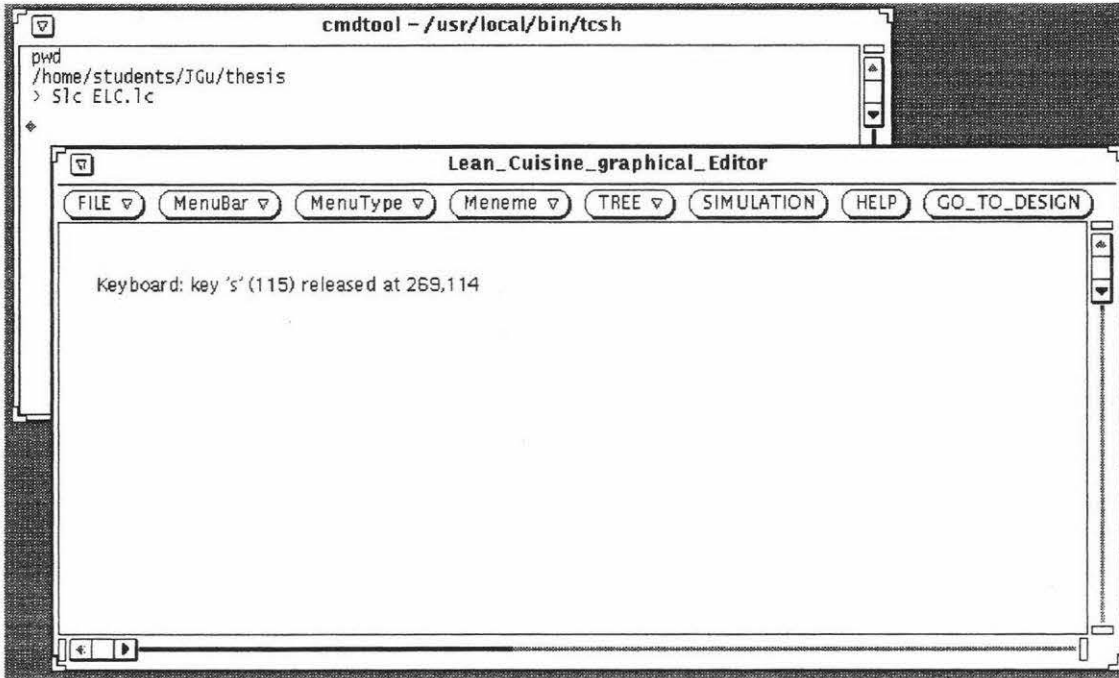 cmdtool – /usr/local/bin/tcsh
pwd
/home/students/JGu/thesis
> Slc ELC.lc
Lean_Cuisine_graphical_Editor
FILE MenuBar MenuType Meneme TREE SIMULATION HELP GO_TO_DESIGN
Keyboard: key 's' (115) released at 269,114